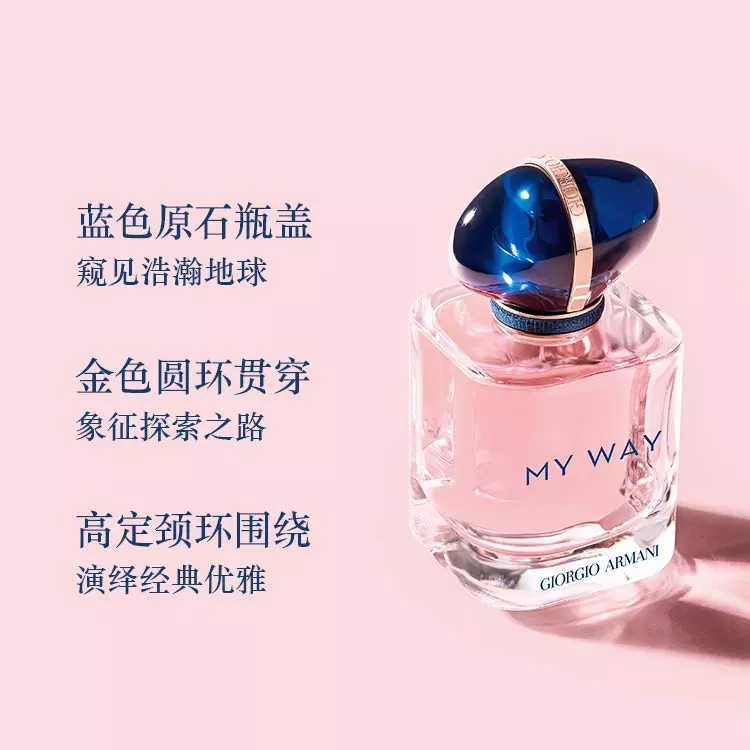 蓝色原石瓶盖
窥见浩瀚地球
金色圆环贯穿
象征探索之路
高定颈环围绕
演绎经典优雅
GIORGIO
MY WAY
GIORGIO ARMANI